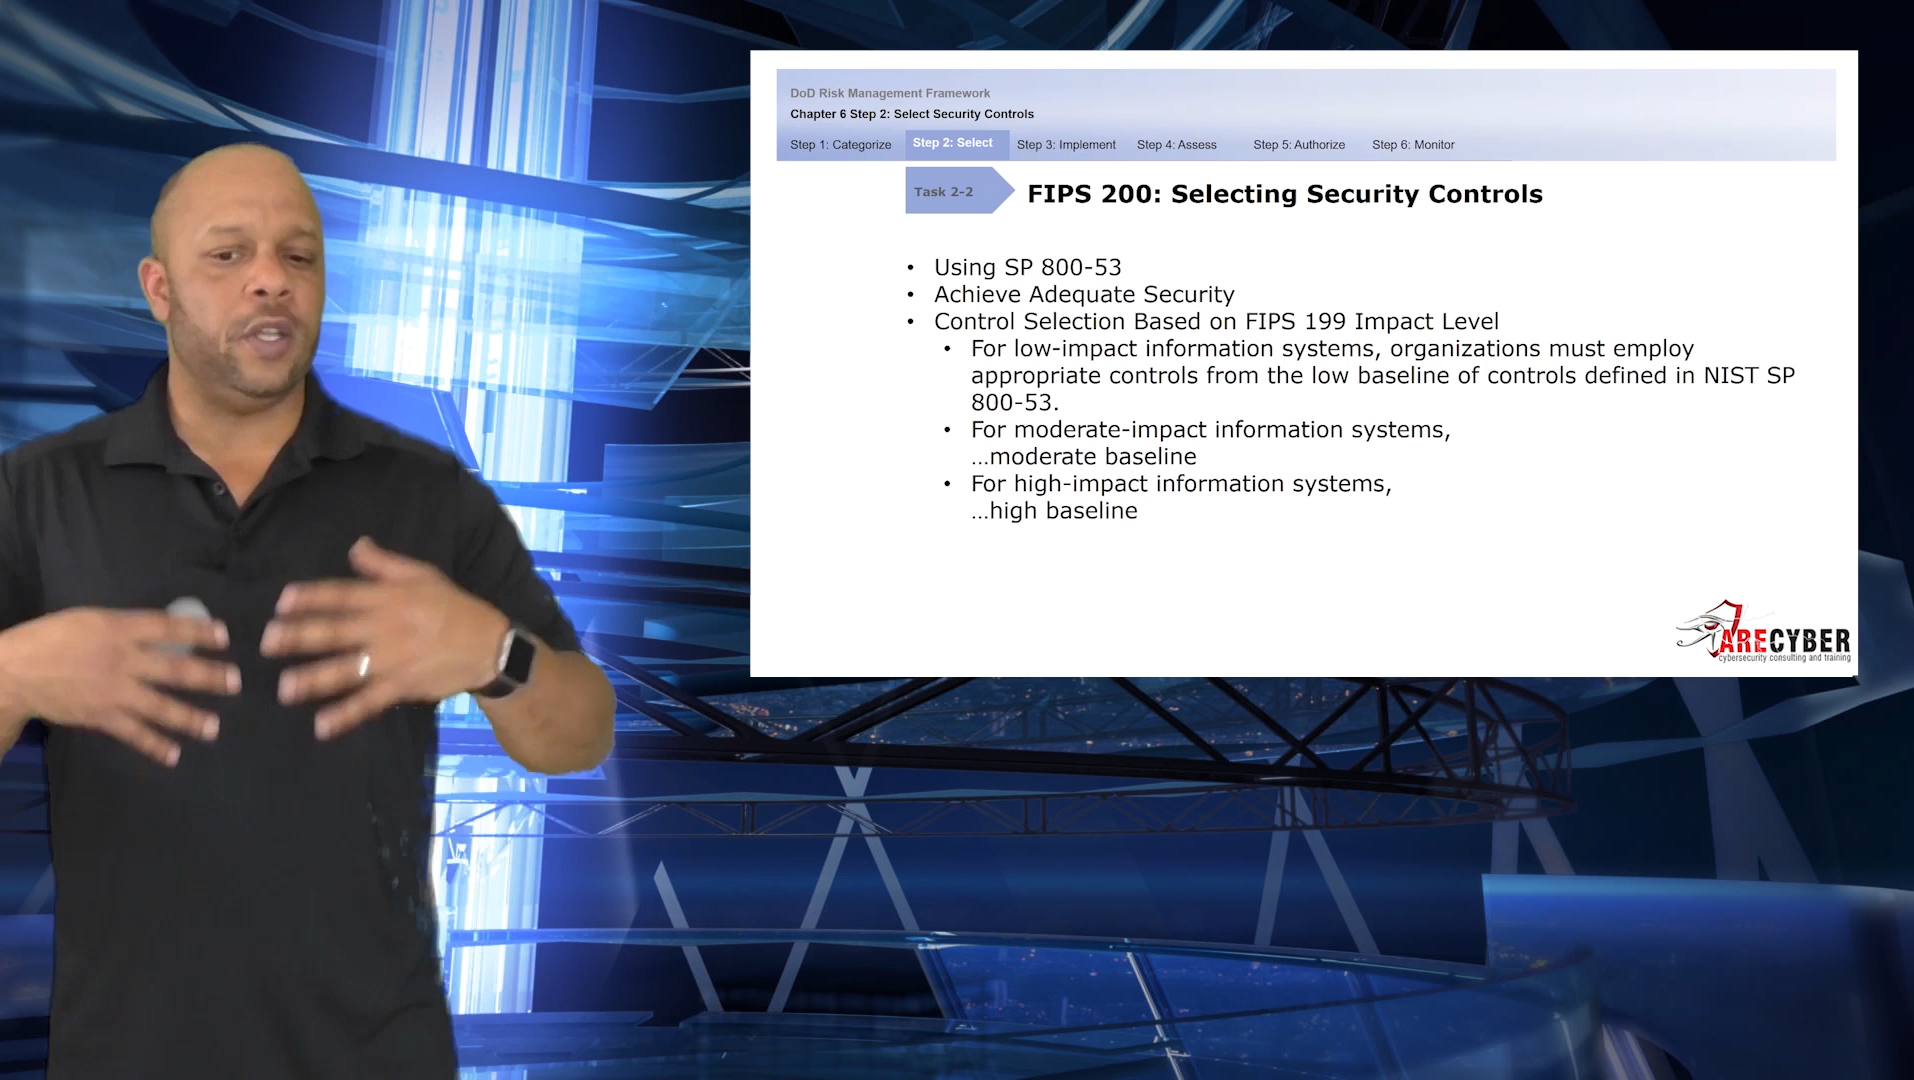 DoD Risk Management Framework
Chapter 6 Step 2: Select Security Controls
Step 1: Categorize Step 2: Select Step 3: Implement Step 4: Assess Step 5: Authorize Step 6: Monitor
Task 2-2
FIPS 200: Selecting Security Controls
• Using SP 800-53
• Achieve Adequate Security
• Control Selection Based on FIPS 199 Impact Level
• For low-impact information systems, organizations must employ
appropriate controls from the low baseline of controls defined in NIST SP
800-53.
• For moderate-impact information systems,
…moderate baseline
• For high-impact information systems,
…high baseline
ARECYBER
cybersecurity consulting and training